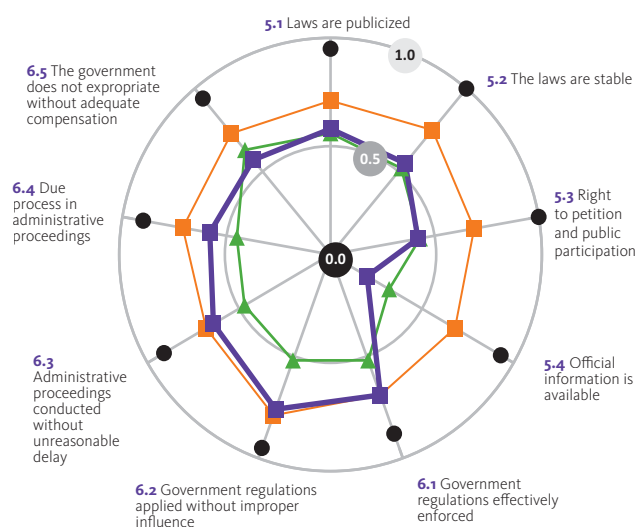 5.1 Laws are publicized
1.0
5.2 The laws are stable
0.5
5.3 Right
to petition
and public
participation
0.0
5.4 Official
information is
available
6.1 Government
regulations effectively
enforced
6.2 Government regulations
applied without improper
influence
6.3
Administrative
proceedings
conducted
without
unreasonable
delay
6.4 Due
process in
administrative
proceedings
6.5 The government
does not expropriate
without adequate
compensation